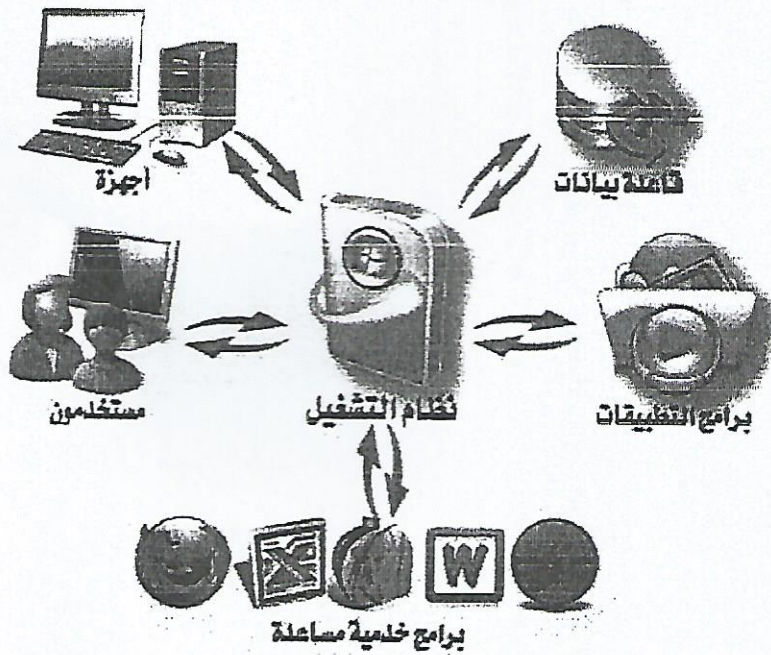 أجهزة
قاعدة بيانات
مستخدمون
نظام التشغيل
برامج التطبيقات
W
برامج خدمية مساعدة